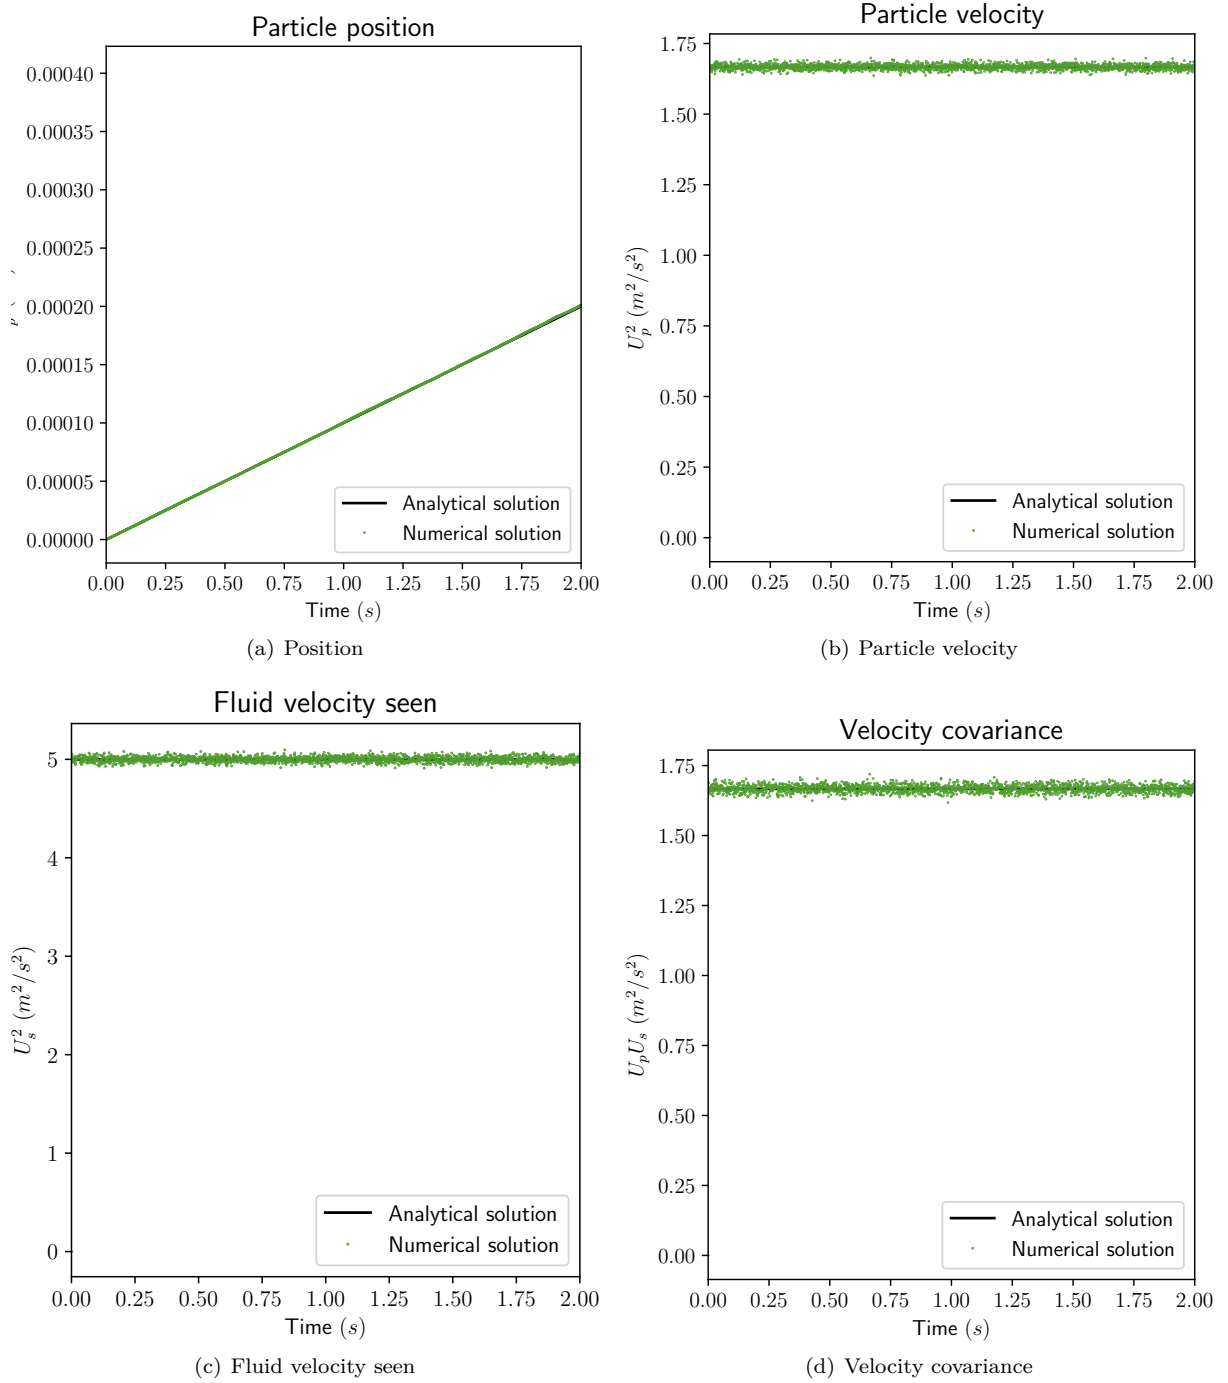 Particle position
0.00040
0.00035
0.00030
0.00025
0.00020
0.00015
0.00010
0.00005
0.00000
0.00 0.25 0.50 0.75 1.00 1.25 1.50 1.75 2.00
Time (s)
Analytical solution
Numerical solution
(a) Position
Particle velocity
1.75
1.50
1.25
1.00
0.75
0.50
0.25
0.00
U_p^2 (m^2/s^2)
0.00 0.25 0.50 0.75 1.00 1.25 1.50 1.75 2.00
Time (s)
Analytical solution
Numerical solution
(b) Particle velocity
Fluid velocity seen
5
4
3
2
1
0
U_s^2 (m^2/s^2)
0.00 0.25 0.50 0.75 1.00 1.25 1.50 1.75 2.00
Time (s)
Analytical solution
Numerical solution
(c) Fluid velocity seen
Velocity covariance
1.75
1.50
1.25
1.00
0.75
0.50
0.25
0.00
U_pU_s (m^2/s^2)
0.00 0.25 0.50 0.75 1.00 1.25 1.50 1.75 2.00
Time (s)
Analytical solution
Numerical solution
(d) Velocity covariance